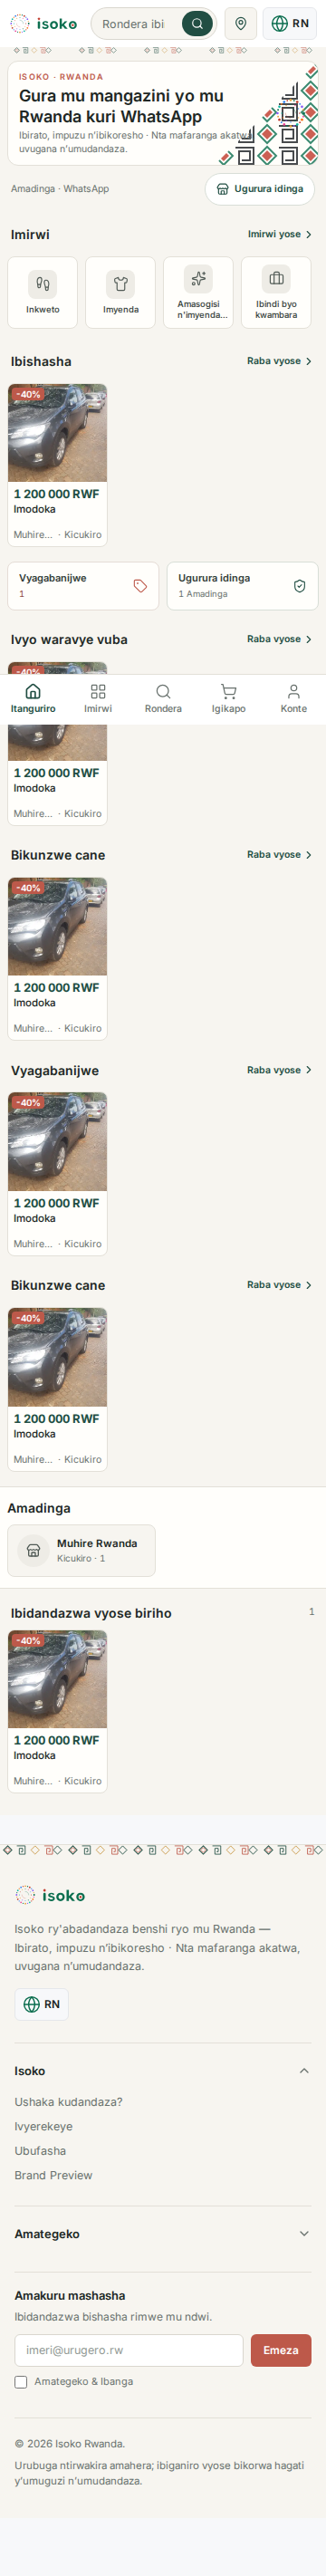 isoko
Rondera ibi
RN
ISOKO · RWANDA
Gura mu mangazini yo mu
Rwanda kuri WhatsApp
Ibirato, impuzu n'ibikoresho · Nta mafaranga akatwa,
uvugana n'umudandaza.
Amadinga · WhatsApp
Ugurura idinga
Imirwi
Imirwi yose
Inkweto
Imyenda
Amasogisi
n'imyenda...
Ibindi byo
kwambara
Ibishasha
Raba vyose
-40%
1 200 000 RWF
Imodoka
Muhire... · Kicukiro
Vyagabanijwe
1
Ugurura idinga
1 Amadinga
Ivyo waravye vuba
Raba vyose
-40%
Itanguriro
Imirwi
Rondera
Igikapo
Konte
1 200 000 RWF
Imodoka
Muhire... · Kicukiro
Bikunzwe cane
Raba vyose
-40%
1 200 000 RWF
Imodoka
Muhire... · Kicukiro
Vyagabanijwe
Raba vyose
-40%
1 200 000 RWF
Imodoka
Muhire... · Kicukiro
Bikunzwe cane
Raba vyose
-40%
1 200 000 RWF
Imodoka
Muhire... · Kicukiro
Amadinga
Muhire Rwanda
Kicukiro · 1
Ibidandazwa vyose biriho
1
-40%
1 200 000 RWF
Imodoka
Muhire... · Kicukiro
isoko
Isoko ry'abadandaza benshi ryo mu Rwanda —
Ibirato, impuzu n'ibikoresho · Nta mafaranga akatwa,
uvugana n'umudandaza.
RN
Isoko
Ushaka kudandaza?
Ivyerekeye
Ubufasha
Brand Preview
Amategeko
Amakuru mashasha
Ibidandazwa bishasha rimwe mu ndwi.
imeri@urugero.rw
Emeza
Amategeko & Ibanga
© 2026 Isoko Rwanda.
Urubuga ntirwakira amahera; ibiganiro vyose bikorwa hagati
y'umuguzi n'umudandaza.